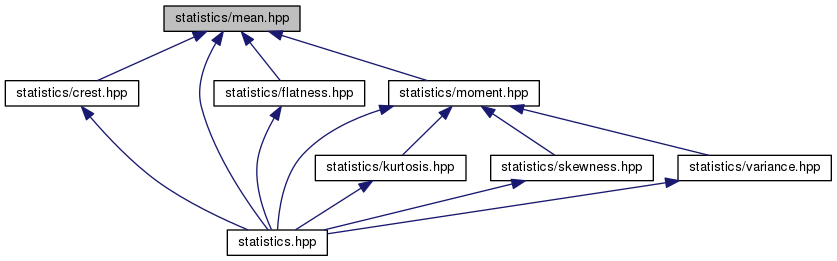 statistics/mean.hpp
statistics/crest.hpp
statistics/flatness.hpp
statistics/moment.hpp
statistics/kurtosis.hpp
statistics/skewness.hpp
statistics/variance.hpp
statistics.hpp